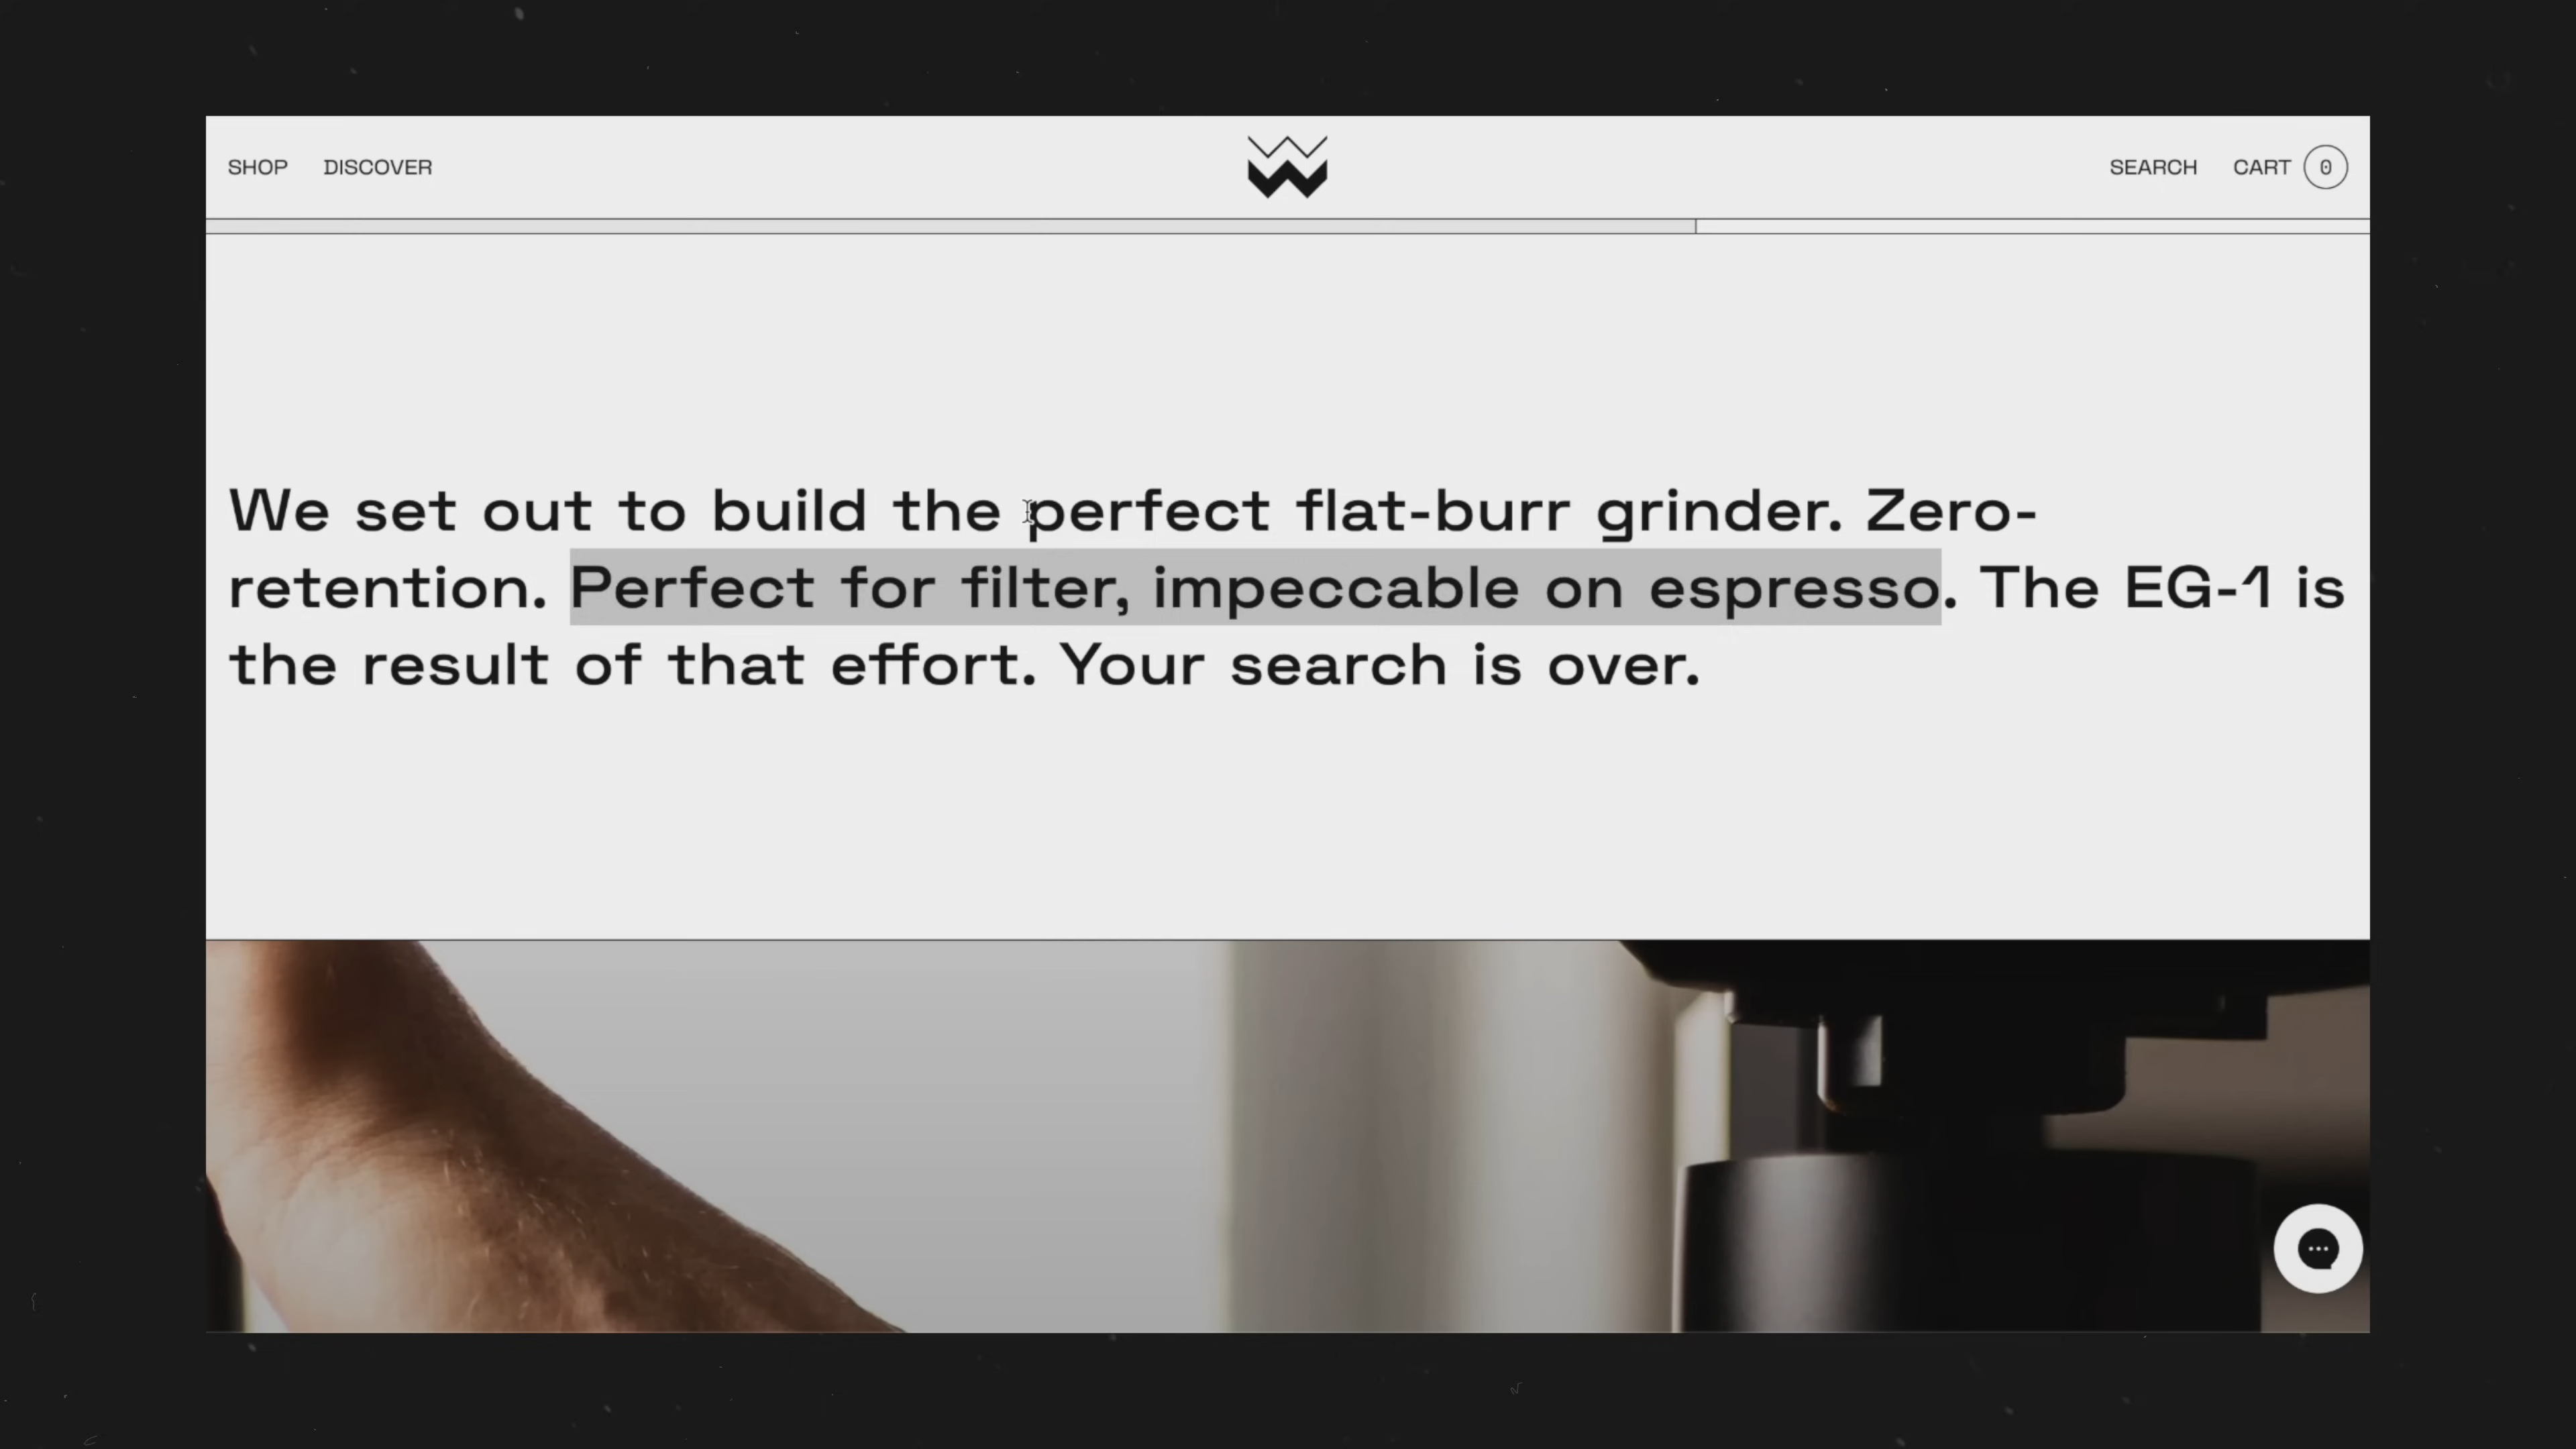 SHOP DISCOVER SEARCH CART 0
We set out to build the perfect flat-burr grinder. Zero-
retention. Perfect for filter, impeccable on espresso. The EG-1 is
the result of that effort. Your search is over.